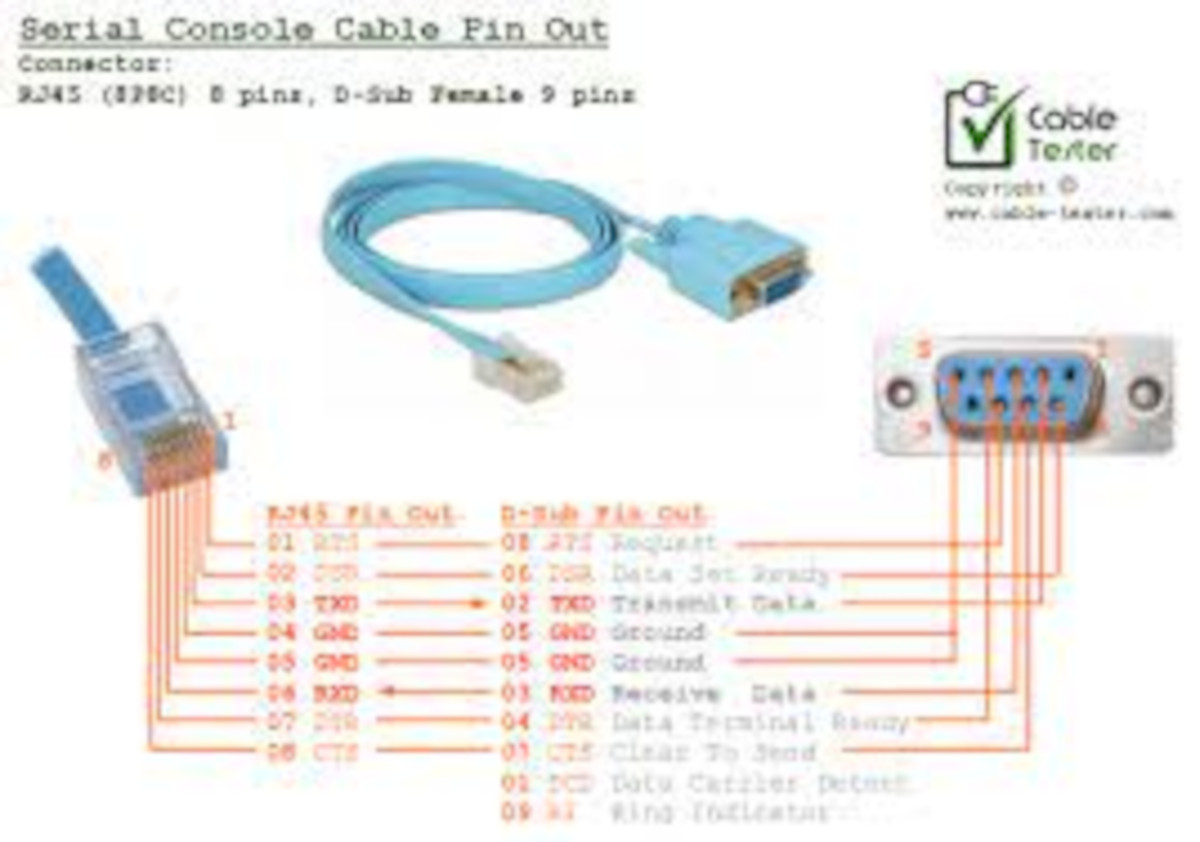 Serial Console Cable Pin Out
Connector:
RJ45 (8P8C) 8 pins, D-Sub Female 9 pins
Cable
Tester
Copyright ©
www.cable-tester.com
5 1
9
1
8
RJ45 Pin Out D-Sub Pin Out
01 RTS 08 RTS Request
02 DSR 06 DSR Data Set Ready
03 TXD 02 TXD Transmit Data
04 GND 05 GND Ground
05 GND 05 GND Ground
06 RXD 03 RXD Receive Data
07 DTR 04 DTR Data Terminal Ready
08 CTS 07 CTS Clear To Send
01 DCD Data Carrier Detect
09 RI Ring Indicator